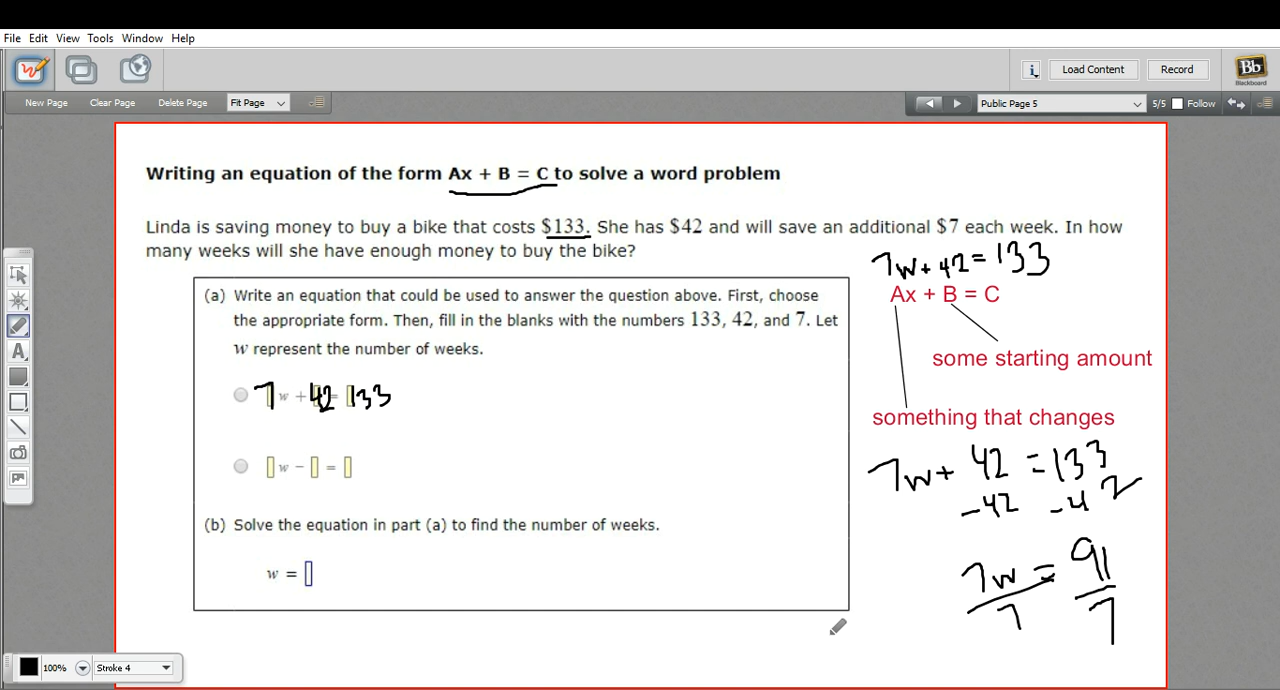 File Edit View Tools Window Help
i Load Content Record Bb
Blackboard
New Page Clear Page Delete Page Fit Page Public Page 5 5/5 Follow
Writing an equation of the form Ax + B = C to solve a word problem
Linda is saving money to buy a bike that costs $133. She has $42 and will save an additional $7 each week. In how
many weeks will she have enough money to buy the bike?
(a) Write an equation that could be used to answer the question above. First, choose
the appropriate form. Then, fill in the blanks with the numbers 133, 42, and 7. Let
w represent the number of weeks.
7 w + 42 = 133
w − =
(b) Solve the equation in part (a) to find the number of weeks.
w =
7w + 42 = 133
Ax + B = C
some starting amount
something that changes
7w + 42 = 133
-42 -42
7w = 91
7 7
A
100% Stroke 4